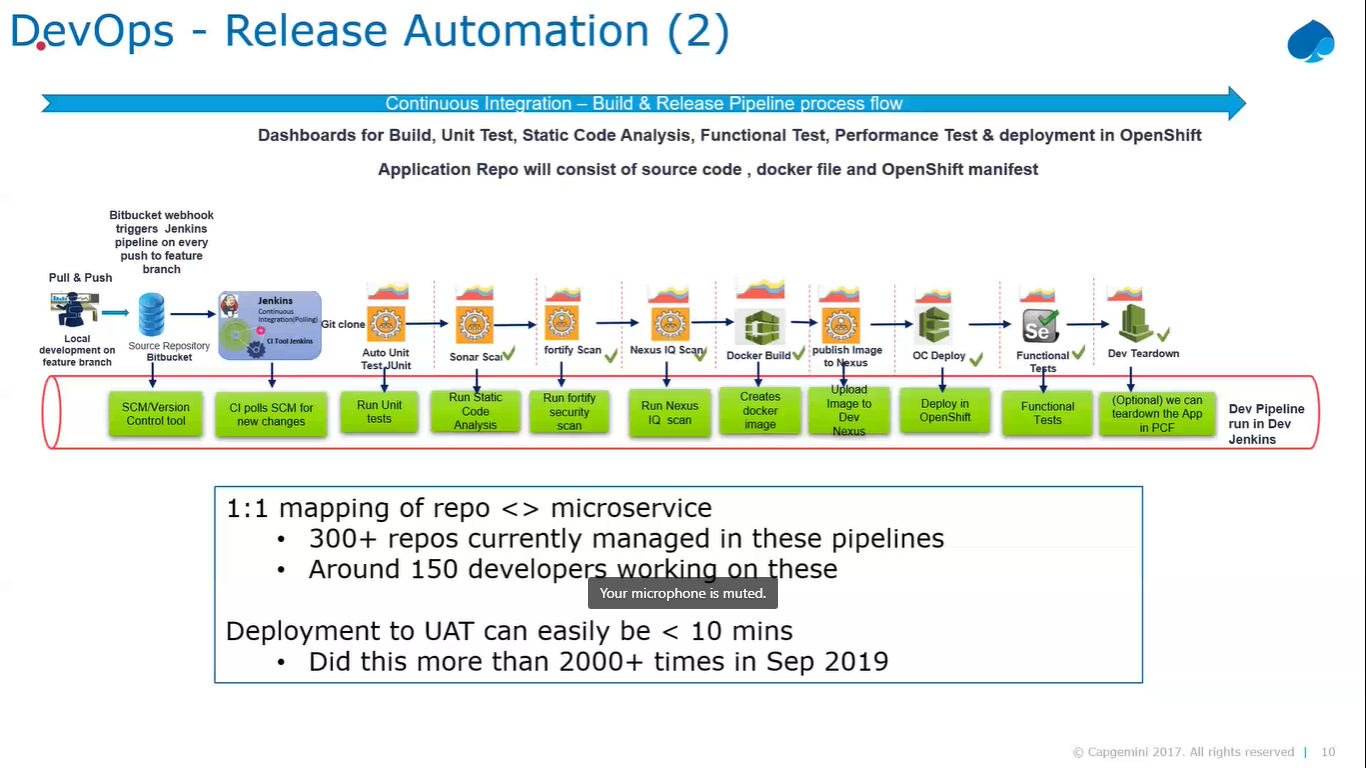 DevOps - Release Automation (2)
Continuous Integration – Build & Release Pipeline process flow
Dashboards for Build, Unit Test, Static Code Analysis, Functional Test, Performance Test & deployment in OpenShift
Application Repo will consist of source code , docker file and OpenShift manifest
Bitbucket webhook
triggers Jenkins
pipeline on every
push to feature
branch
Pull & Push
Local
development on
feature branch
Source Repository
Bitbucket
Jenkins
Continuous
Integration(Polling)
CI Tool Jenkins
Git clone
Auto Unit
Test JUnit
Sonar Scan
fortify Scan
Nexus IQ Scan
Docker Build
publish Image
to Nexus
OC Deploy
Se
Functional
Tests
Dev Teardown
SCM/Version
Control tool
CI polls SCM for
new changes
Run Unit
tests
Run Static
Code
Analysis
Run fortify
security
scan
Run Nexus
IQ scan
Creates
docker
image
Upload
Image to
Dev
Nexus
Deploy in
OpenShift
Functional
Tests
(Optional) we can
teardown the App
in PCF
Dev Pipeline
run in Dev
Jenkins
1:1 mapping of repo <> microservice
• 300+ repos currently managed in these pipelines
• Around 150 developers working on these
Your microphone is muted.
Deployment to UAT can easily be < 10 mins
• Did this more than 2000+ times in Sep 2019
© Capgemini 2017. All rights reserved | 10